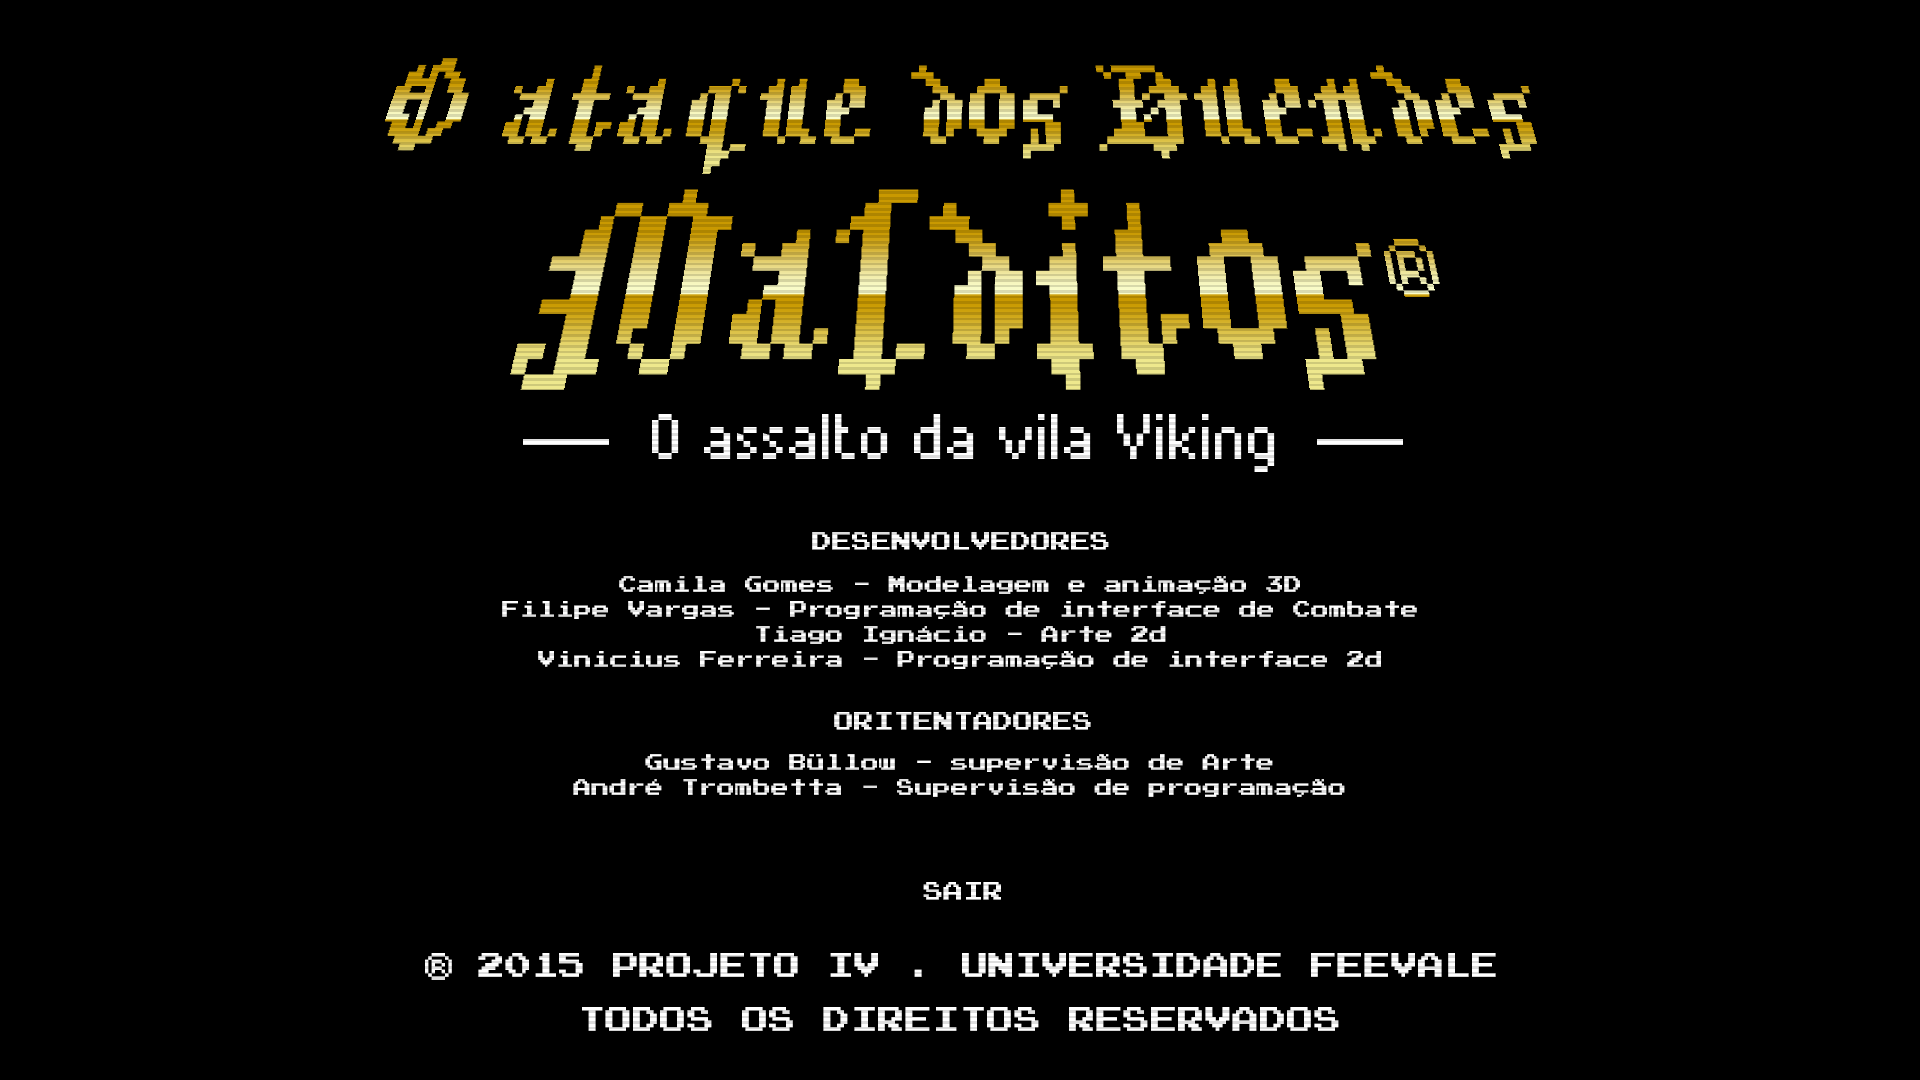 O ataque dos Duendes
Malditos®
O assalto da vila Viking
DESENVOLVEDORES
Camila Gomes - Modelagem e animação 3D
Filipe Vargas - Programação de interface de Combate
Tiago Ignácio - Arte 2d
Vinicius Ferreira - Programação de interface 2d
ORITENTADORES
Gustavo Büllow - supervisão de Arte
André Trombetta - Supervisão de programação
SAIR
® 2015 PROJETO IV . UNIVERSIDADE FEEVALE
TODOS OS DIREITOS RESERVADOS